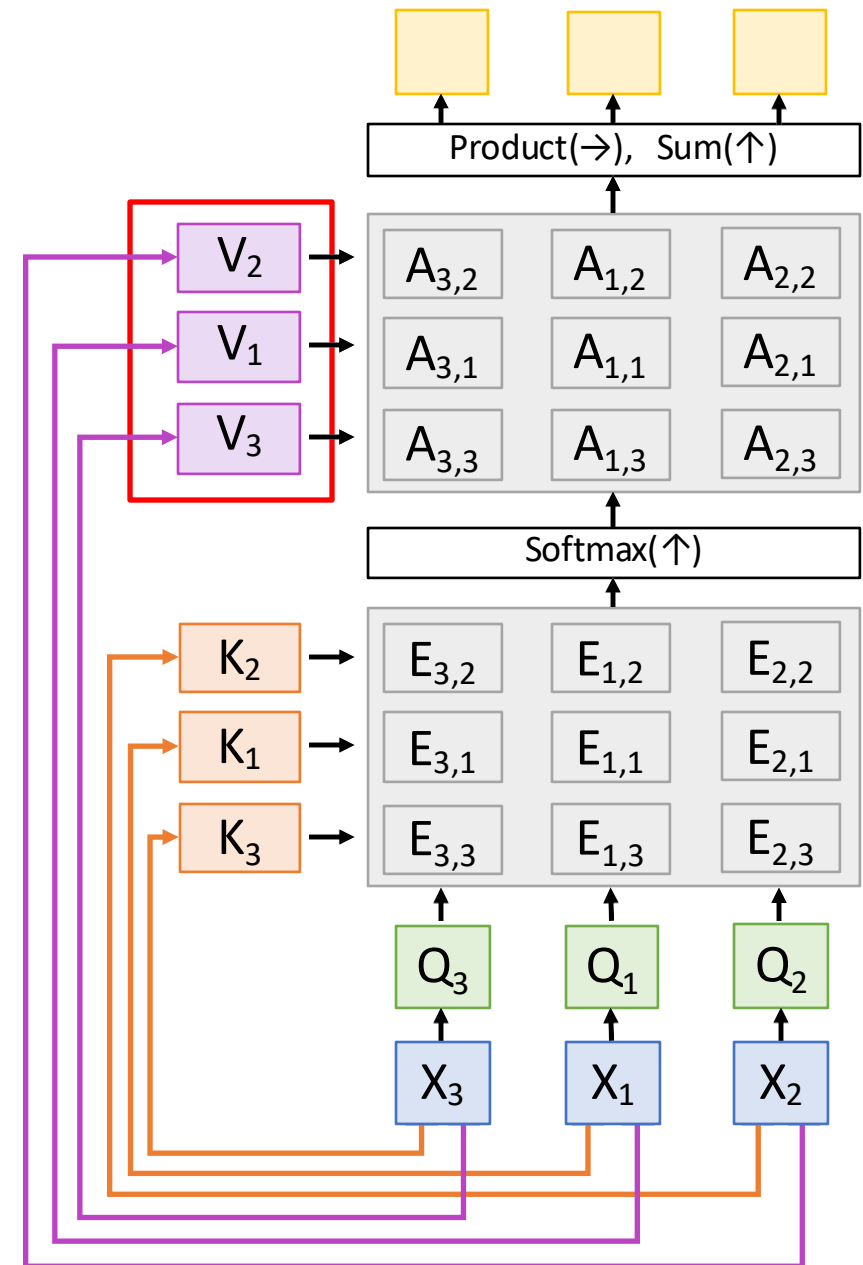 Product(→), Sum(↑)
V2 A3,2 A1,2 A2,2
V1 A3,1 A1,1 A2,1
V3 A3,3 A1,3 A2,3
Softmax(↑)
K2 E3,2 E1,2 E2,2
K1 E3,1 E1,1 E2,1
K3 E3,3 E1,3 E2,3
Q3 Q1 Q2
X3 X1 X2